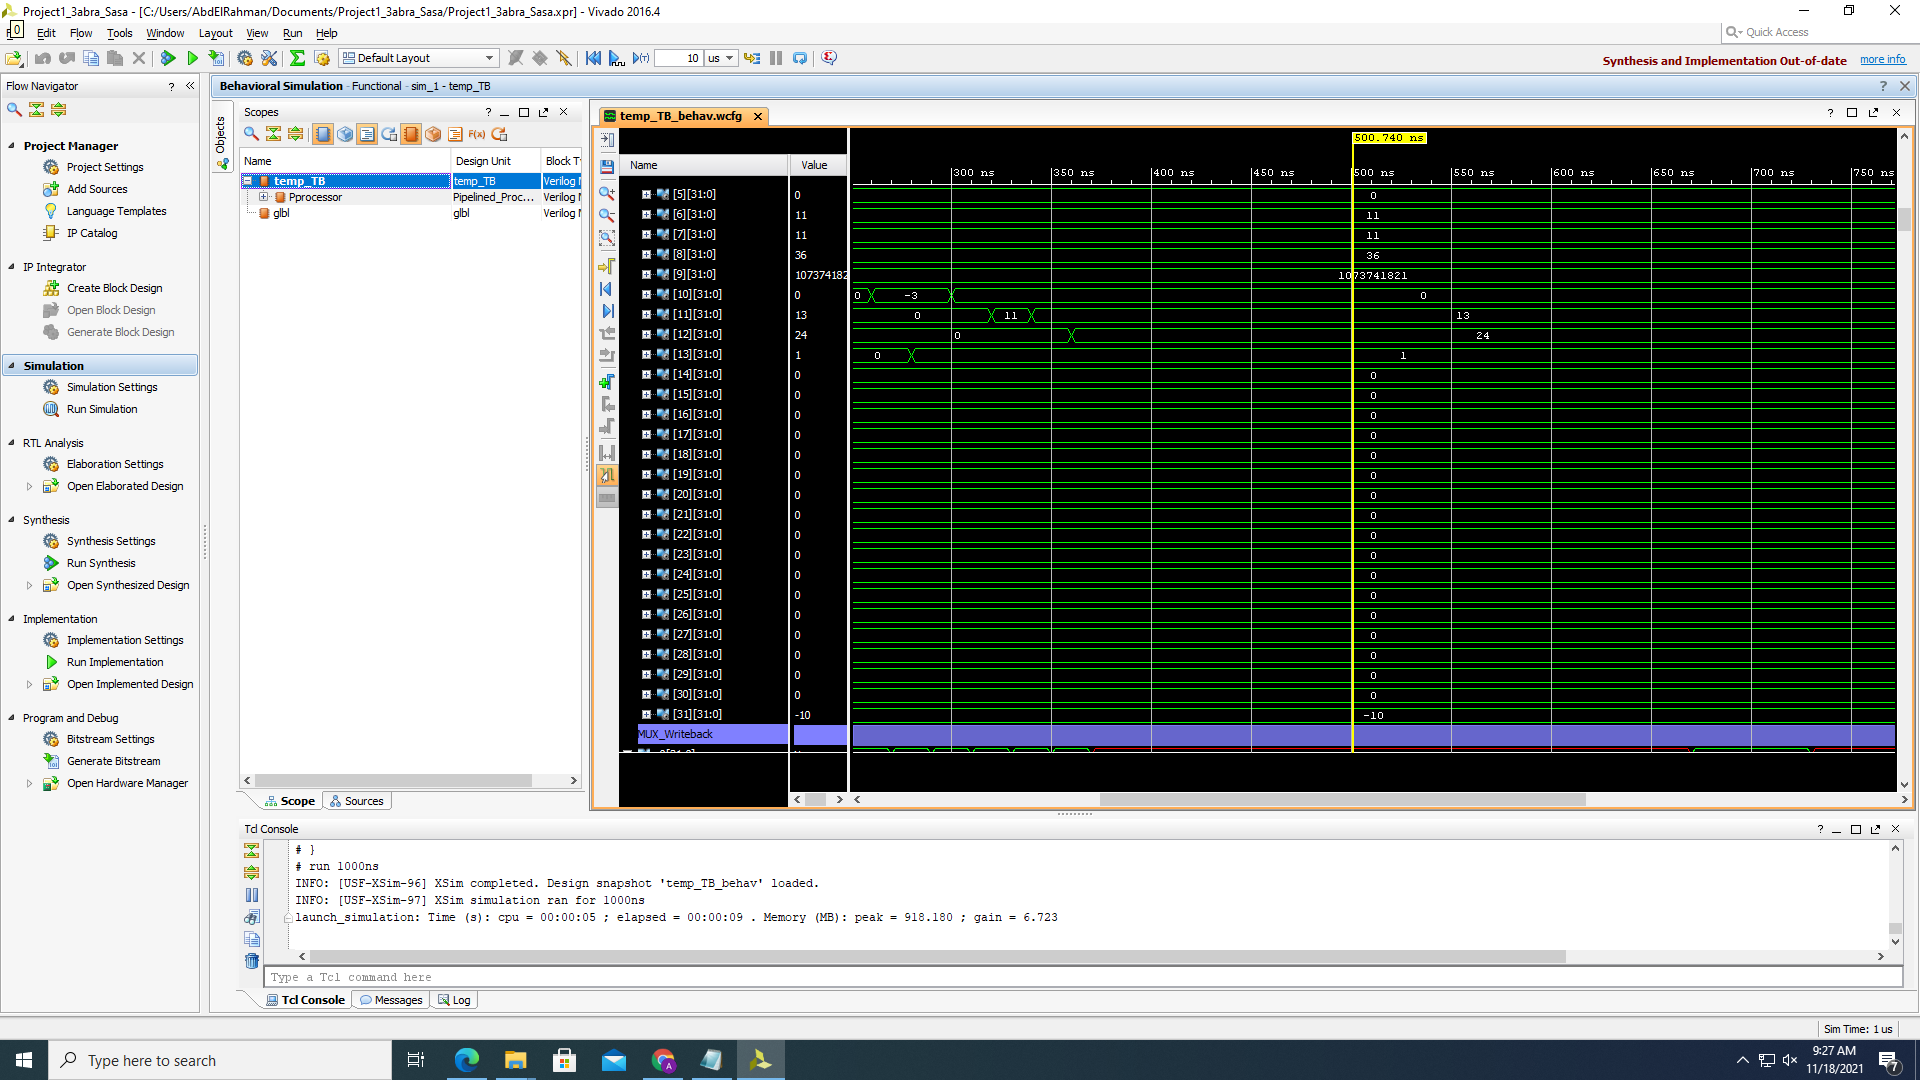 Project1_3abra_Sasa - [C:/Users/AbdElRahman/Documents/Project1_3abra_Sasa/Project1_3abra_Sasa.xpr] - Vivado 2016.4
0
Edit Flow Tools Window Layout View Run Help
Quick Access
Default Layout
10 us
Synthesis and Implementation Out-of-date more info
Flow Navigator
Behavioral Simulation - Functional - sim_1 - temp_TB
Project Manager
Project Settings
Add Sources
Language Templates
IP Catalog
IP Integrator
Create Block Design
Open Block Design
Generate Block Design
Simulation
Simulation Settings
Run Simulation
RTL Analysis
Elaboration Settings
Open Elaborated Design
Synthesis
Synthesis Settings
Run Synthesis
Open Synthesized Design
Implementation
Implementation Settings
Run Implementation
Open Implemented Design
Program and Debug
Bitstream Settings
Generate Bitstream
Open Hardware Manager
Objects
Scopes
F(x)
Name Design Unit Block T
temp_TB temp_TB Verilog M
Pprocessor Pipelined_Proc... Verilog M
glbl glbl Verilog M
Scope Sources
temp_TB_behav.wcfg
Name Value
500.740 ns
300 ns 350 ns 400 ns 450 ns 500 ns 550 ns 600 ns 650 ns 700 ns 750 ns
[5][31:0] 0 0
[6][31:0] 11 11
[7][31:0] 11 11
[8][31:0] 36 36
[9][31:0] 107374182 1073741821
[10][31:0] 0 0 -3 0
[11][31:0] 13 0 11 13
[12][31:0] 24 0 24
[13][31:0] 1 0 1
[14][31:0] 0 0
[15][31:0] 0 0
[16][31:0] 0 0
[17][31:0] 0 0
[18][31:0] 0 0
[19][31:0] 0 0
[20][31:0] 0 0
[21][31:0] 0 0
[22][31:0] 0 0
[23][31:0] 0 0
[24][31:0] 0 0
[25][31:0] 0 0
[26][31:0] 0 0
[27][31:0] 0 0
[28][31:0] 0 0
[29][31:0] 0 0
[30][31:0] 0 0
[31][31:0] -10 -10
MUX_Writeback
Tcl Console
# }
# run 1000ns
INFO: [USF-XSim-96] XSim completed. Design snapshot 'temp_TB_behav' loaded.
INFO: [USF-XSim-97] XSim simulation ran for 1000ns
launch_simulation: Time (s): cpu = 00:00:05 ; elapsed = 00:00:09 . Memory (MB): peak = 918.180 ; gain = 6.723
Type a Tcl command here
Tcl Console Messages Log
Sim Time: 1 us
Type here to search
A
9:27 AM
11/18/2021
7